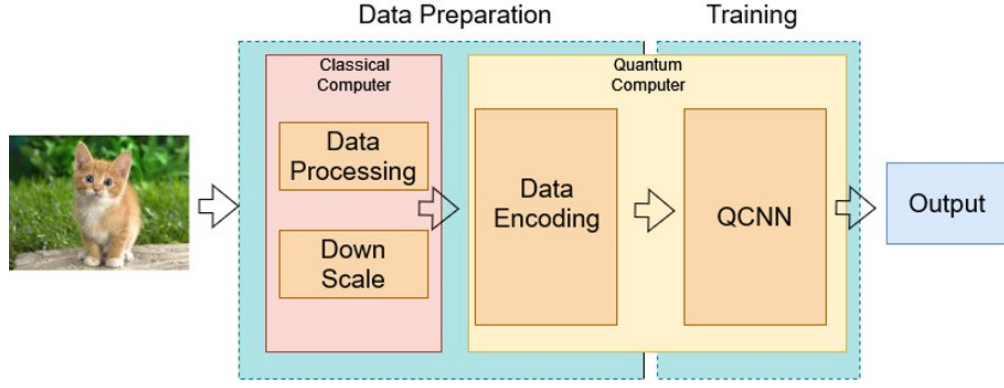 Data Preparation
Training
Classical
Computer
Quantum
Computer
Data
Processing
Down
Scale
Data
Encoding
QCNN
Output